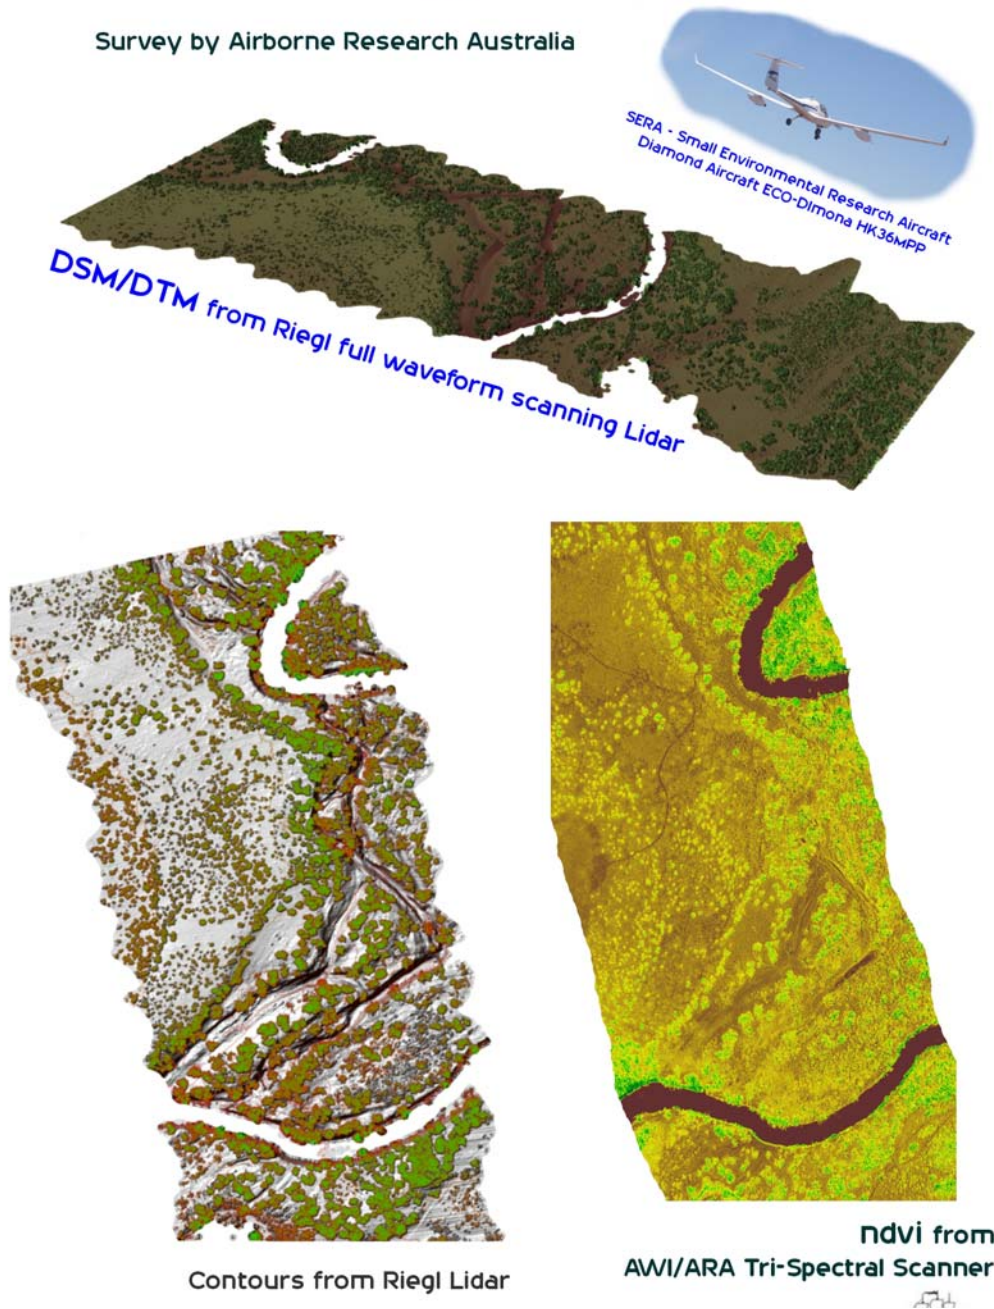 Survey by Airborne Research Australia
SERA - Small Environmental Research Aircraft
Diamond Aircraft ECO-Dimona HK36MPP
DSM/DTM from Riegl full waveform scanning Lidar
Contours from Riegl Lidar
ndvi from
AWI/ARA Tri-Spectral Scanner